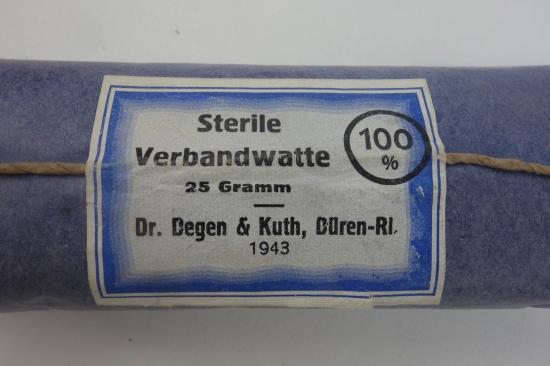 Sterile
Verbandwatte
100
%
25 Gramm
Dr. Degen & Kuth, Düren-Rl.
1943